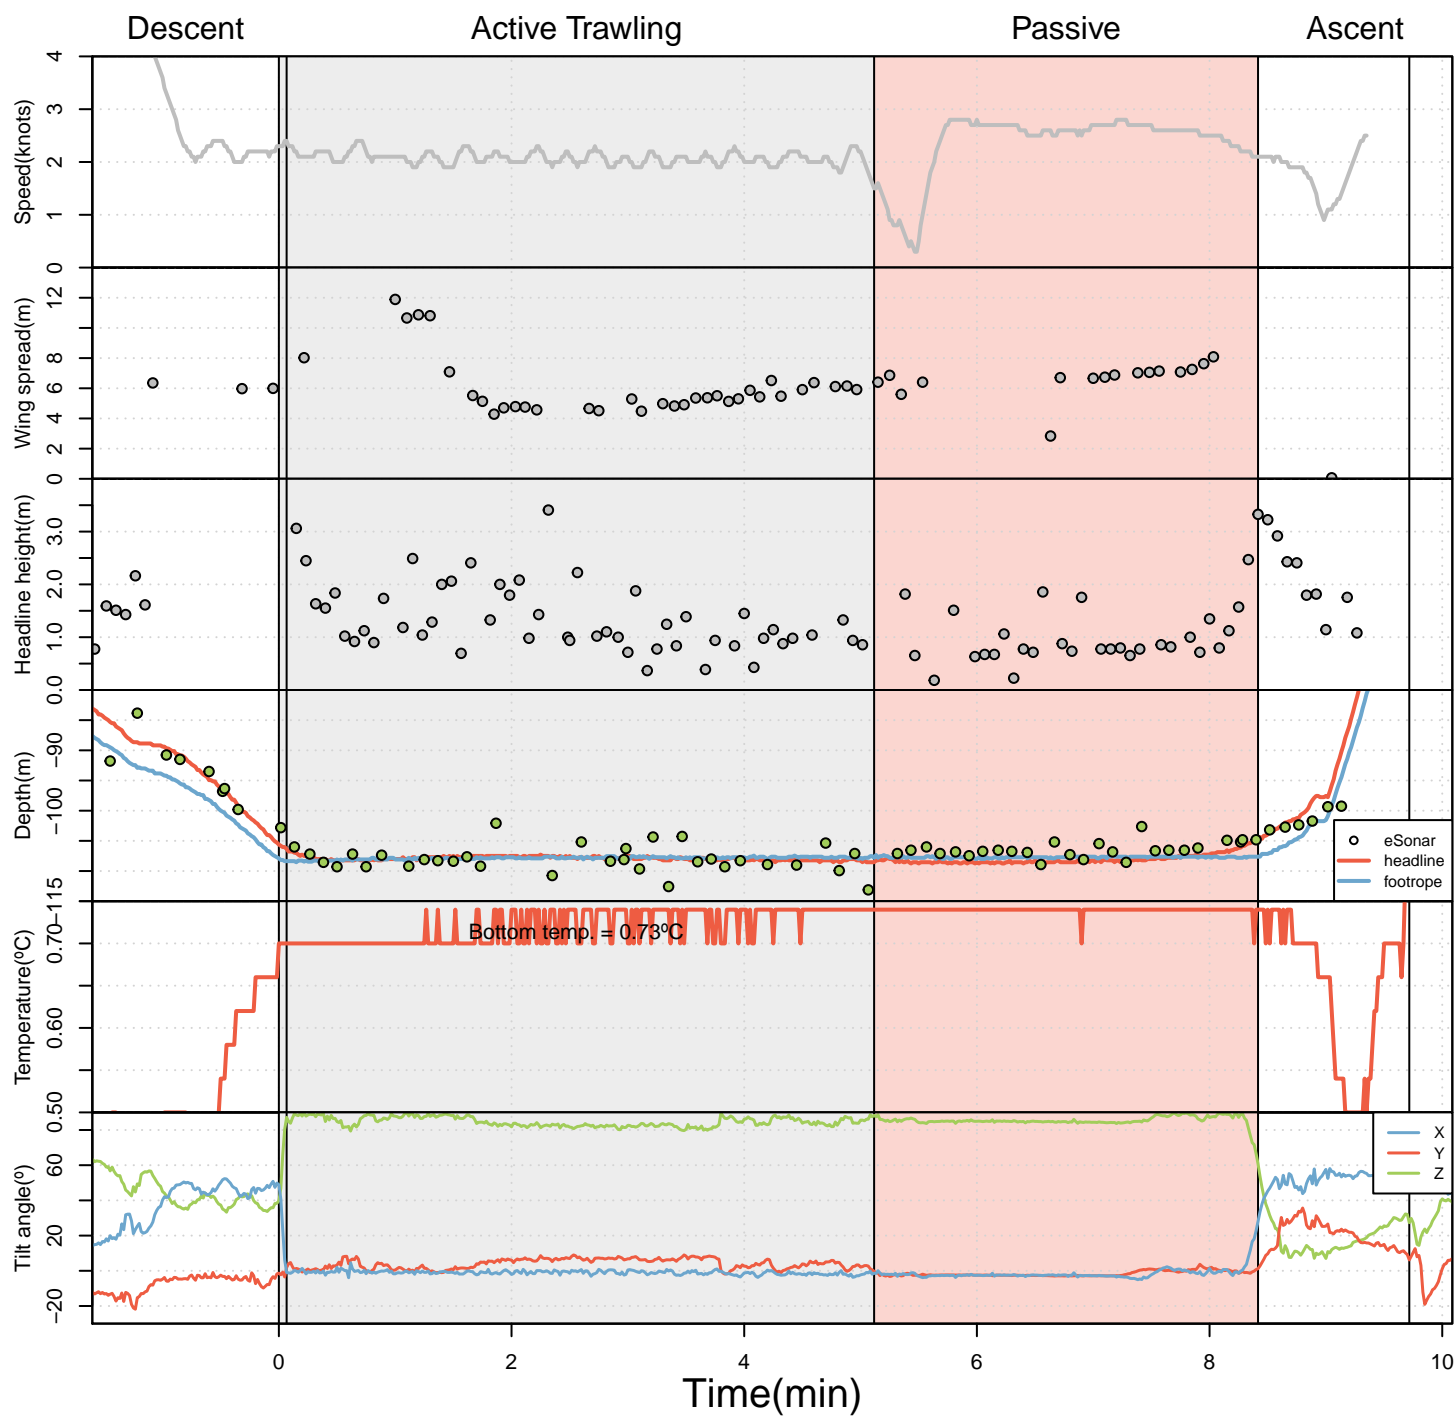 Descent Active Trawling Passive Ascent
Speed(knots)
4
3
2
1
0
Wing spread(m)
12
8
6
4
2
0
Headline height(m)
3.0
2.0
1.0
0.0
Depth(m)
−90
−100
−115
eSonar
headline
footrope
Temperature(ºC)
0.70
0.60
0.50
Bottom temp. = 0.73ºC
Tilt angle(º)
60
20
−20
X
Y
Z
0 2 4 6 8 10
Time(min)